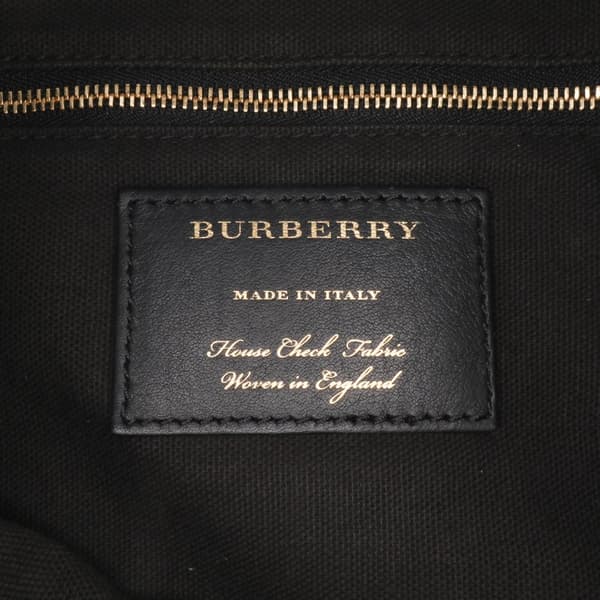 BURBERRY
MADE IN ITALY
House Check Fabric
Woven in England